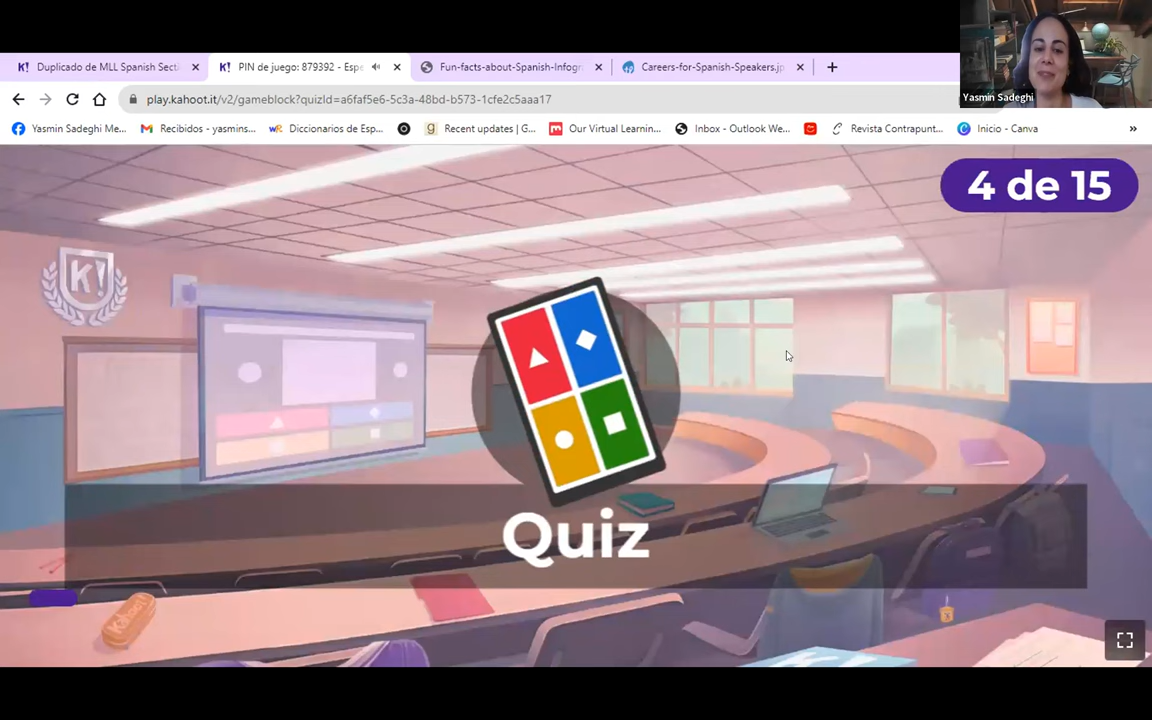 Duplicado de MLL Spanish Secti
PIN de juego: 879392 - Espe
Fun-facts-about-Spanish-Infogr
Careers-for-Spanish-Speakers.jp
play.kahoot.it/v2/gameblock?quizId=a6faf5e6-5c3a-48bd-b573-1cfe2c5aaa17
Yasmin Sadeghi
Yasmin Sadeghi Me...
Recibidos - yasmins...
Diccionarios de Esp...
Recent updates | G...
Our Virtual Learnin...
Inbox - Outlook We...
Revista Contrapunt...
Inicio - Canva
4 de 15
K!
Quiz
Kahoot!